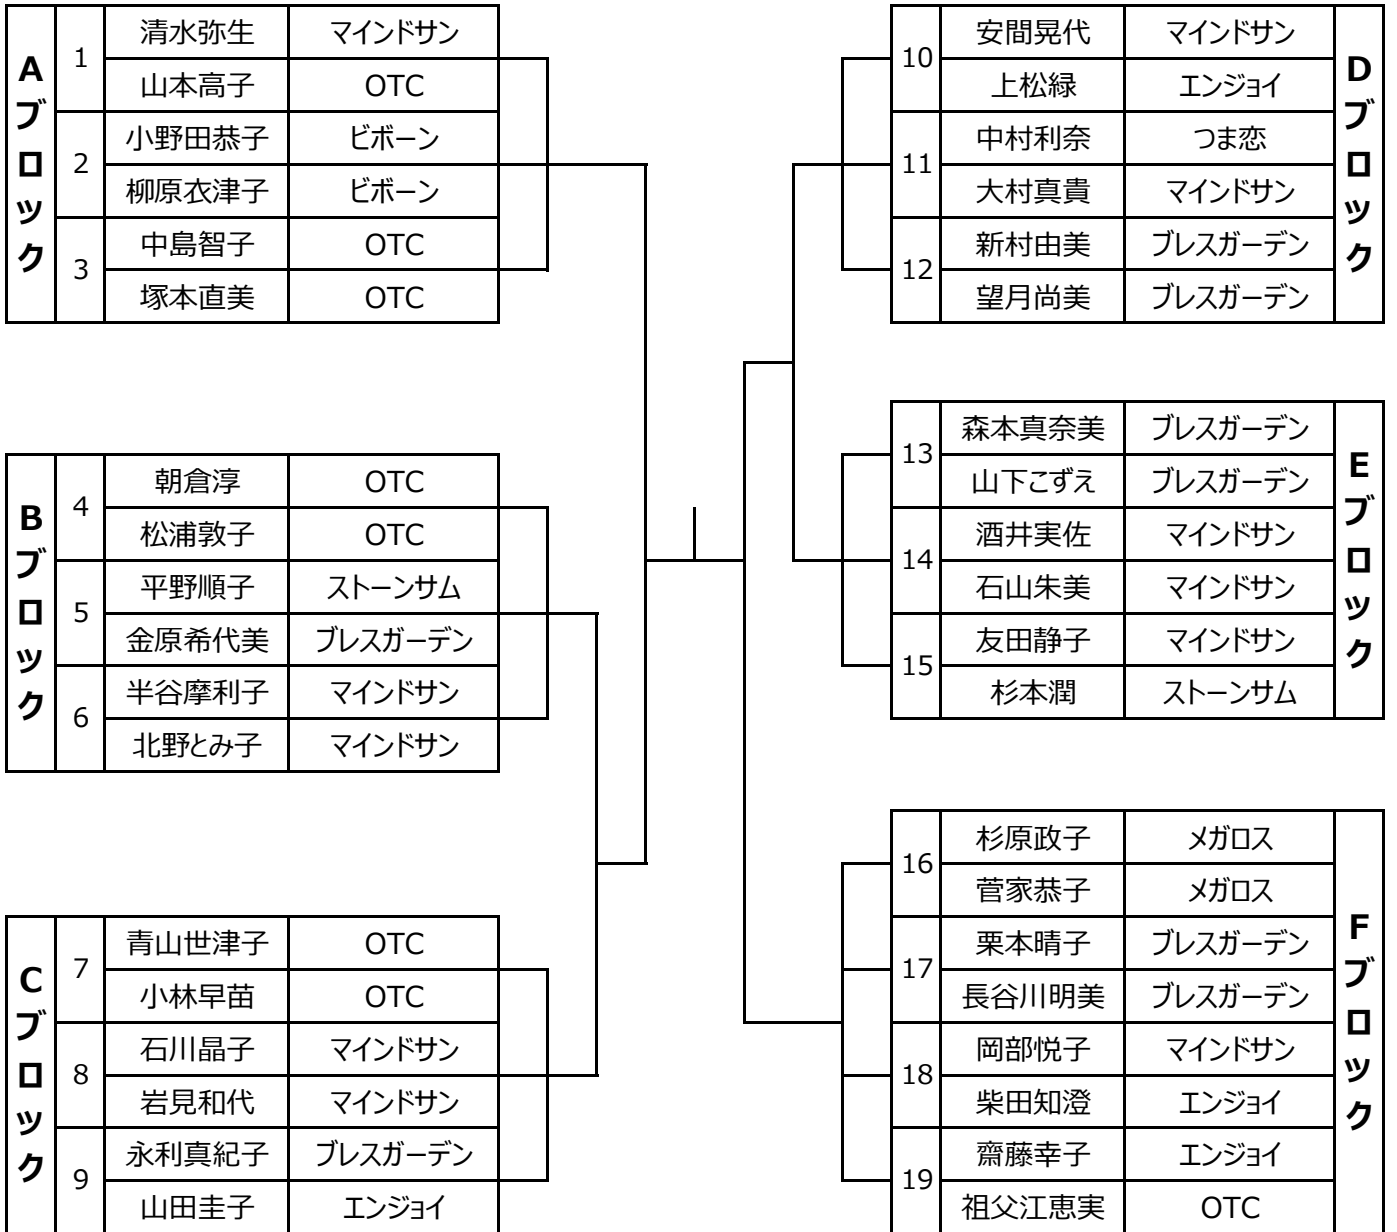 Aブロック
1
清水弥生 マインドサン
山本高子 OTC
2
小野田恭子 ビボーン
柳原衣津子 ビボーン
3
中島智子 OTC
塚本直美 OTC
Bブロック
4
朝倉淳 OTC
松浦敦子 OTC
5
平野順子 ストーンサム
金原希代美 ブレスガーデン
6
半谷摩利子 マインドサン
北野とみ子 マインドサン
Cブロック
7
青山世津子 OTC
小林早苗 OTC
8
石川晶子 マインドサン
岩見和代 マインドサン
9
永利真紀子 ブレスガーデン
山田圭子 エンジョイ
Dブロック
10
安間晃代 マインドサン
上松緑 エンジョイ
11
中村利奈 つま恋
大村真貴 マインドサン
12
新村由美 ブレスガーデン
望月尚美 ブレスガーデン
Eブロック
13
森本真奈美 ブレスガーデン
山下こずえ ブレスガーデン
14
酒井実佐 マインドサン
石山朱美 マインドサン
15
友田静子 マインドサン
杉本潤 ストーンサム
Fブロック
16
杉原政子 メガロス
菅家恭子 メガロス
17
栗本晴子 ブレスガーデン
長谷川明美 ブレスガーデン
18
岡部悦子 マインドサン
柴田知澄 エンジョイ
19
齋藤幸子 エンジョイ
祖父江恵実 OTC